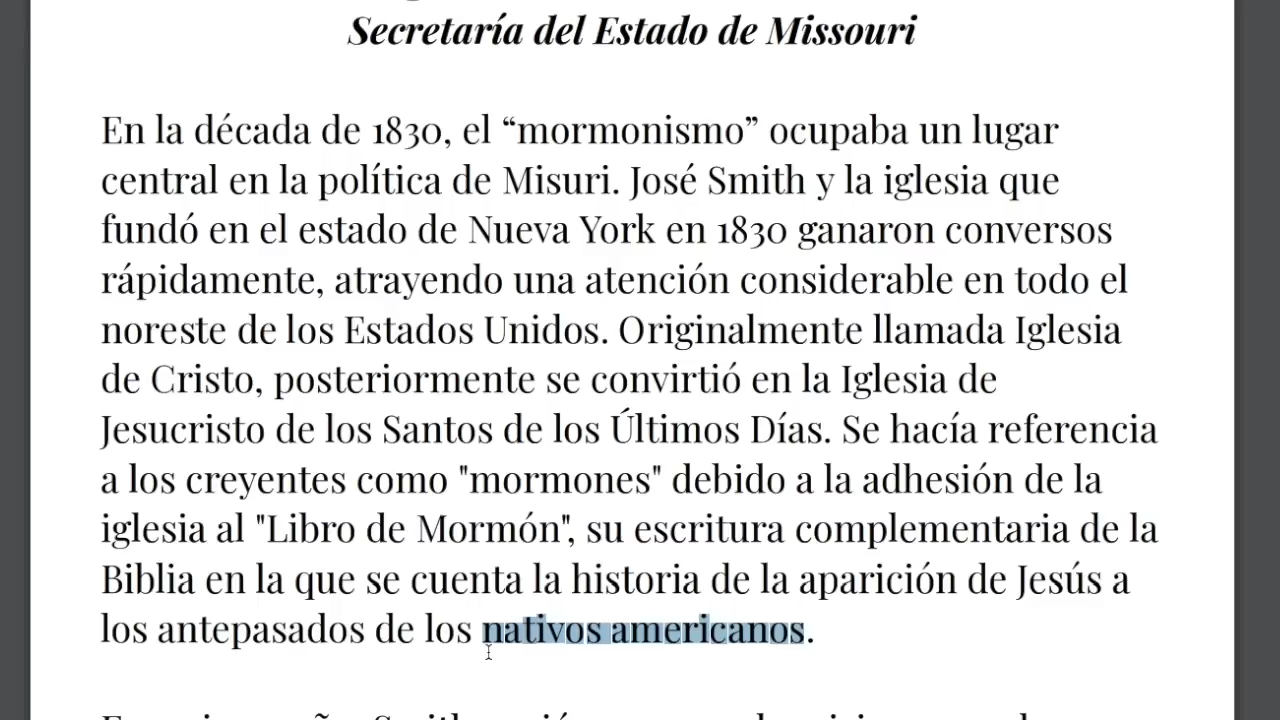 Secretaría del Estado de Missouri
En la década de 1830, el “mormonismo” ocupaba un lugar
central en la política de Misuri. José Smith y la iglesia que
fundó en el estado de Nueva York en 1830 ganaron conversos
rápidamente, atrayendo una atención considerable en todo el
noreste de los Estados Unidos. Originalmente llamada Iglesia
de Cristo, posteriormente se convirtió en la Iglesia de
Jesucristo de los Santos de los Últimos Días. Se hacía referencia
a los creyentes como "mormones" debido a la adhesión de la
iglesia al "Libro de Mormón", su escritura complementaria de la
Biblia en la que se cuenta la historia de la aparición de Jesús a
los antepasados de los nativos americanos.